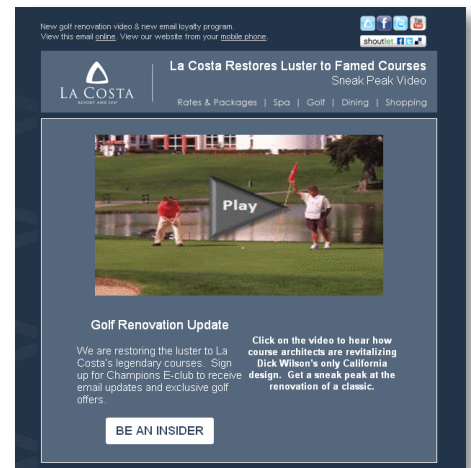 New golf renovation video & new email loyalty program.
View this email online. View our website from your mobile phone.
You Tube
shoutlet
La Costa Restores Luster to Famed Courses
Sneak Peak Video
LA COSTA
RESORT AND SPA
Rates & Packages | Spa | Golf | Dining | Shopping
Play
Golf Renovation Update
We are restoring the luster to La
Costa's legendary courses. Sign
up for Champions E-club to receive
email updates and exclusive golf
offers.
BE AN INSIDER
Click on the video to hear how
course architects are revitalizing
Dick Wilson's only California
design. Get a sneak peak at the
renovation of a classic.